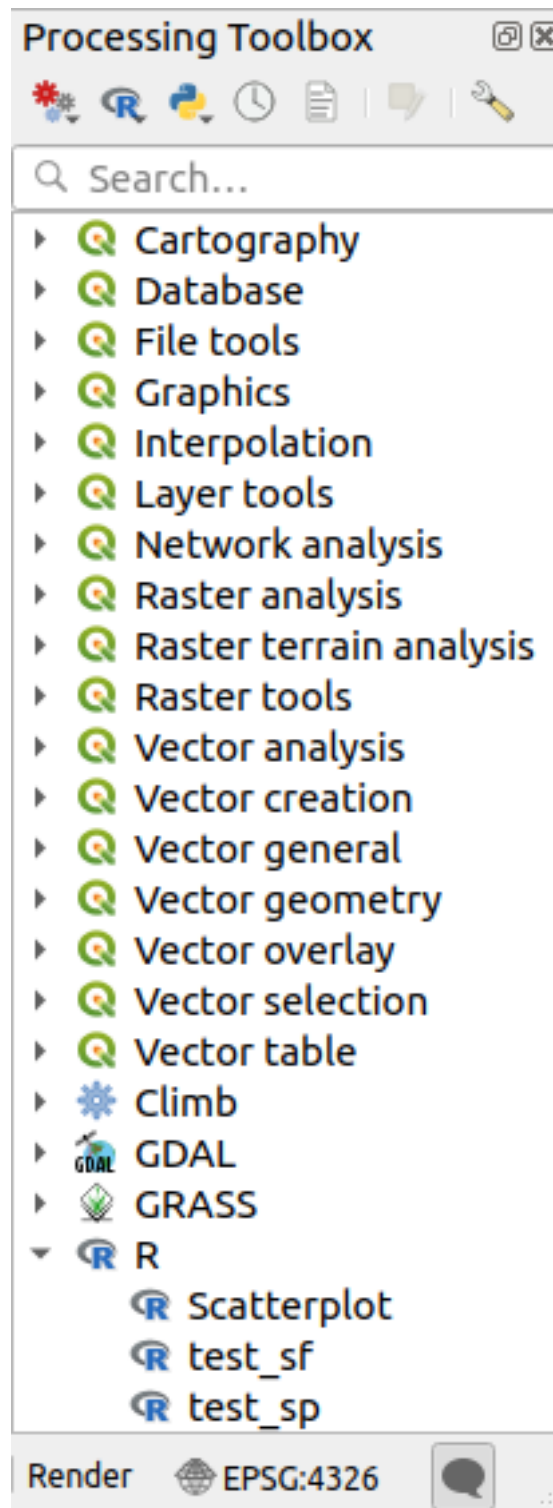 Processing Toolbox
Search...
Cartography
Database
File tools
Graphics
Interpolation
Layer tools
Network analysis
Raster analysis
Raster terrain analysis
Raster tools
Vector analysis
Vector creation
Vector general
Vector geometry
Vector overlay
Vector selection
Vector table
Climb
GDAL GDAL
GRASS
R R
R Scatterplot
R test_sf
R test_sp
Render EPSG:4326